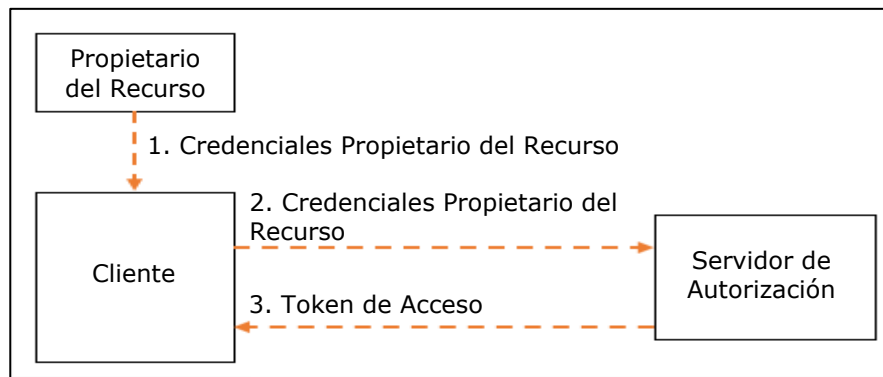 Propietario
del Recurso
1. Credenciales Propietario del Recurso
2. Credenciales Propietario del
Recurso
Cliente
Servidor de
Autorización
3. Token de Acceso